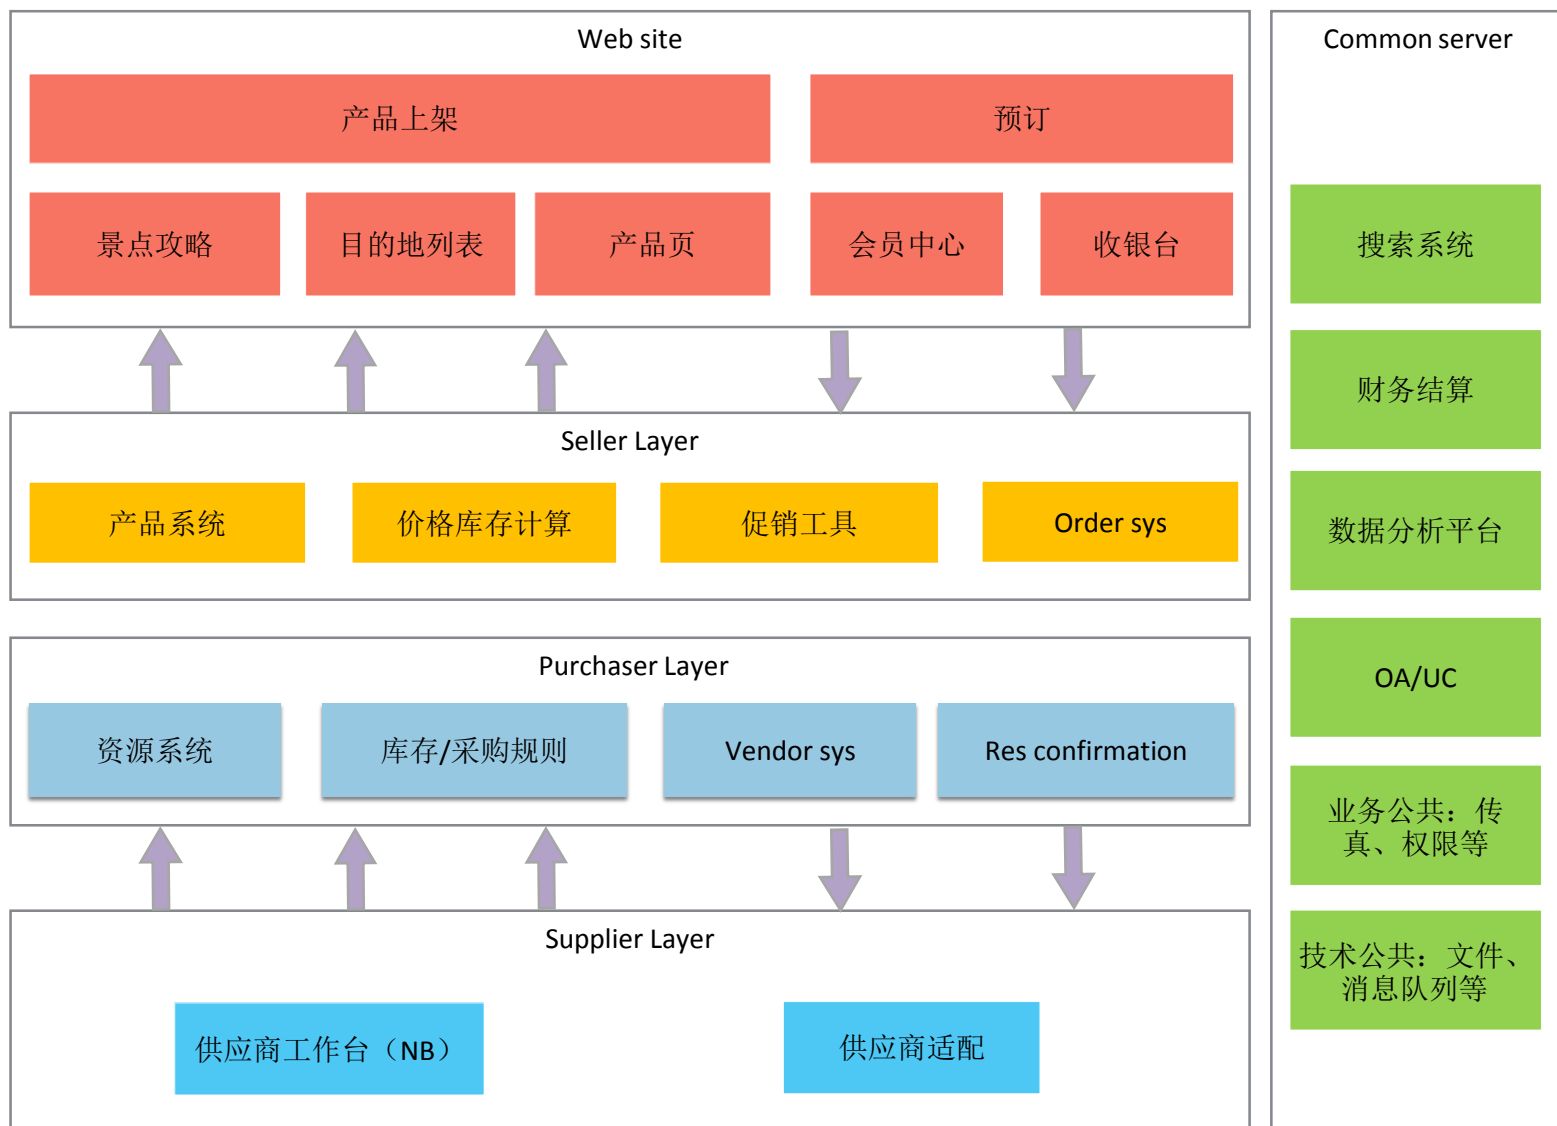 Web site
产品上架
预订
景点攻略
目的地列表
产品页
会员中心
收银台
Seller Layer
产品系统
价格库存计算
促销工具
Order sys
Purchaser Layer
资源系统
库存/采购规则
Vendor sys
Res confirmation
Supplier Layer
供应商工作台（NB）
供应商适配
Common server
搜索系统
财务结算
数据分析平台
OA/UC
业务公共：传
真、权限等
技术公共：文件、
消息队列等